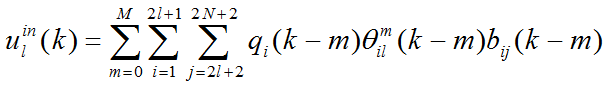 $u_l^{in}(k) = \sum_{m=0}^{M} \sum_{i=1}^{2l+1} \sum_{j=2l+2}^{2N+2} q_i(k-m)\theta_{il}^{m}(k-m)b_{ij}(k-m)$